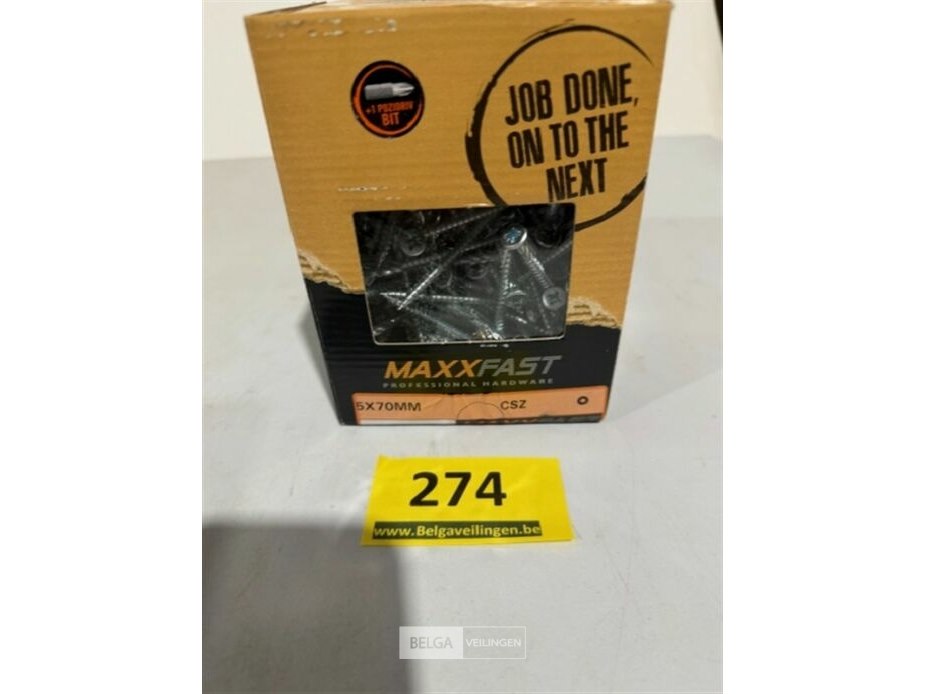 +1 POZIDRIV
BIT
JOB DONE,
ON TO THE
NEXT
MAXXFAST
PROFESSIONAL HARDWARE
5X70MM CSZ
274
www.Belgaveilingen.be
BELGA VEILINGEN